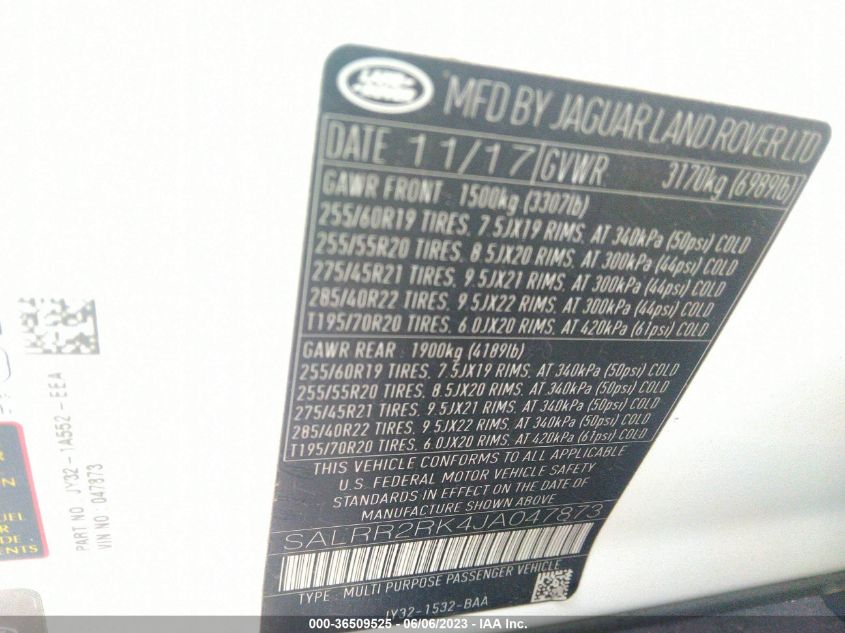 LAND ROVER
MFD BY JAGUAR LAND ROVER LTD
DATE 11/17 GVWR 3170kg (6989lb)
GAWR FRONT 1500kg (3307lb)
255/60R19 TIRES. 7.5JX19 RIMS. AT 340kPa (50psi) COLD
255/55R20 TIRES. 8.5JX20 RIMS. AT 300kPa (44psi) COLD
275/45R21 TIRES. 9.5JX21 RIMS. AT 300kPa (44psi) COLD
285/40R22 TIRES. 9.5JX22 RIMS. AT 300kPa (44psi) COLD
T195/70R20 TIRES. 6.0JX20 RIMS. AT 420kPa (61psi) COLD
GAWR REAR 1900kg (4189lb)
255/60R19 TIRES. 7.5JX19 RIMS. AT 340kPa (50psi) COLD
255/55R20 TIRES. 8.5JX20 RIMS. AT 340kPa (50psi) COLD
275/45R21 TIRES. 9.5JX21 RIMS. AT 340kPa (50psi) COLD
285/40R22 TIRES. 9.5JX22 RIMS. AT 340kPa (50psi) COLD
T195/70R20 TIRES. 6.0JX20 RIMS. AT 420kPa (61psi) COLD
THIS VEHICLE CONFORMS TO ALL APPLICABLE
U.S. FEDERAL MOTOR VEHICLE SAFETY
STANDARDS IN EFFECT ON THE DATE OF
MANUFACTURE SHOWN ABOVE
SALRR2RK4JA047873
TYPE : MULTI PURPOSE PASSENGER VEHICLE
JY32-1532-BAA
PART NO : JY32-1A552-EEA
VIN NO : 047873
000-36509525 - 06/06/2023 - IAA Inc.